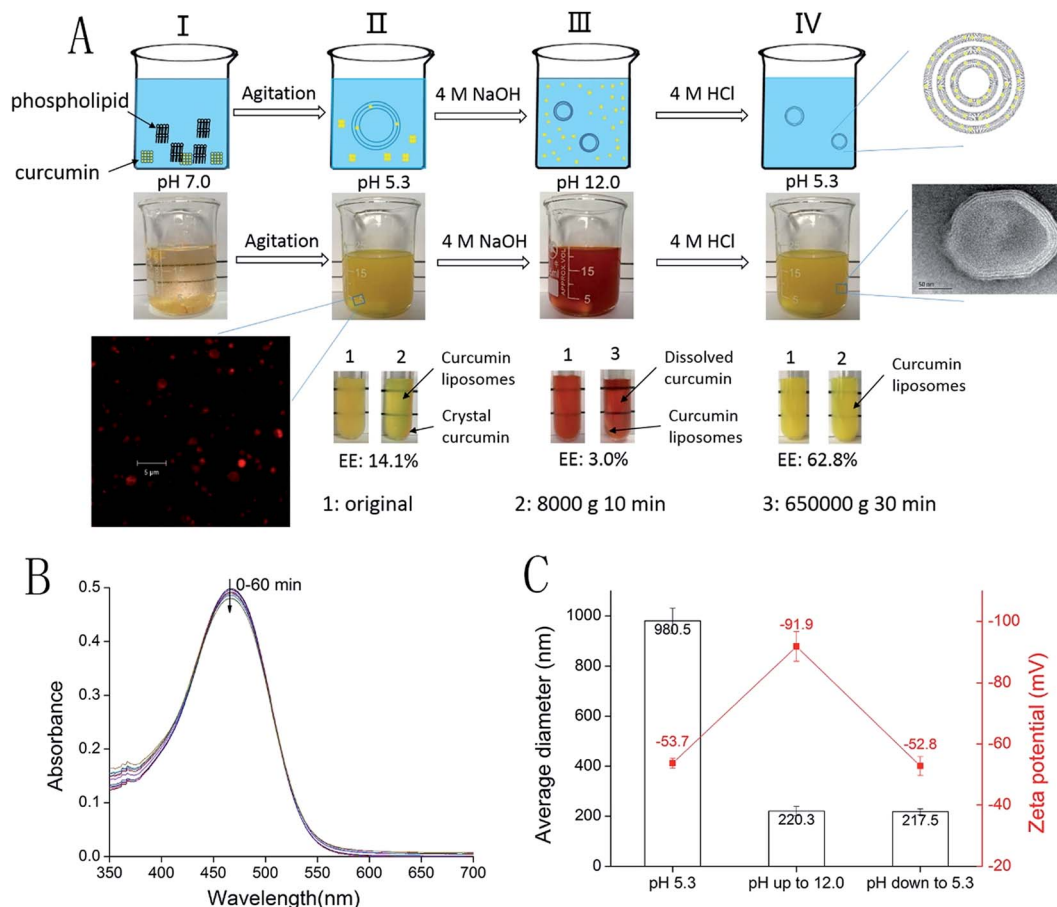 A
I
II
III
IV
phospholipid
curcumin
Agitation
4 M NaOH
4 M HCl
pH 7.0
pH 5.3
pH 12.0
pH 5.3
Agitation
4 M NaOH
4 M HCl
15
5
15
5
APPROX VOL
15
5
50 nm
5 µm
1
2
Curcumin
liposomes
Crystal
curcumin
EE: 14.1%
1
3
Dissolved
curcumin
Curcumin
liposomes
EE: 3.0%
1
2
Curcumin
liposomes
EE: 62.8%
1: original
2: 8000 g 10 min
3: 650000 g 30 min
B
0-60 min
0.5
0.4
0.3
0.2
0.1
0.0
Absorbance
350
400
450
500
550
600
650
700
Wavelength(nm)
C
1000
800
600
400
200
0
Average diameter (nm)
980.5
220.3
217.5
-53.7
-91.9
-52.8
-100
-80
-60
-40
-20
Zeta potential (mV)
pH 5.3
pH up to 12.0
pH down to 5.3